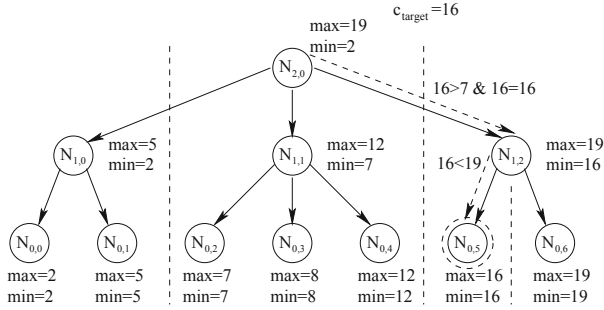 max=19
min=2
c_target =16
N_2,0
16>7 & 16=16
N_1,0
max=5
min=2
N_1,1
max=12
min=7
N_1,2
max=19
min=16
16<19
N_0,0
N_0,1
N_0,2
N_0,3
N_0,4
N_0,5
N_0,6
max=2
min=2
max=5
min=5
max=7
min=7
max=8
min=8
max=12
min=12
max=16
min=16
max=19
min=19